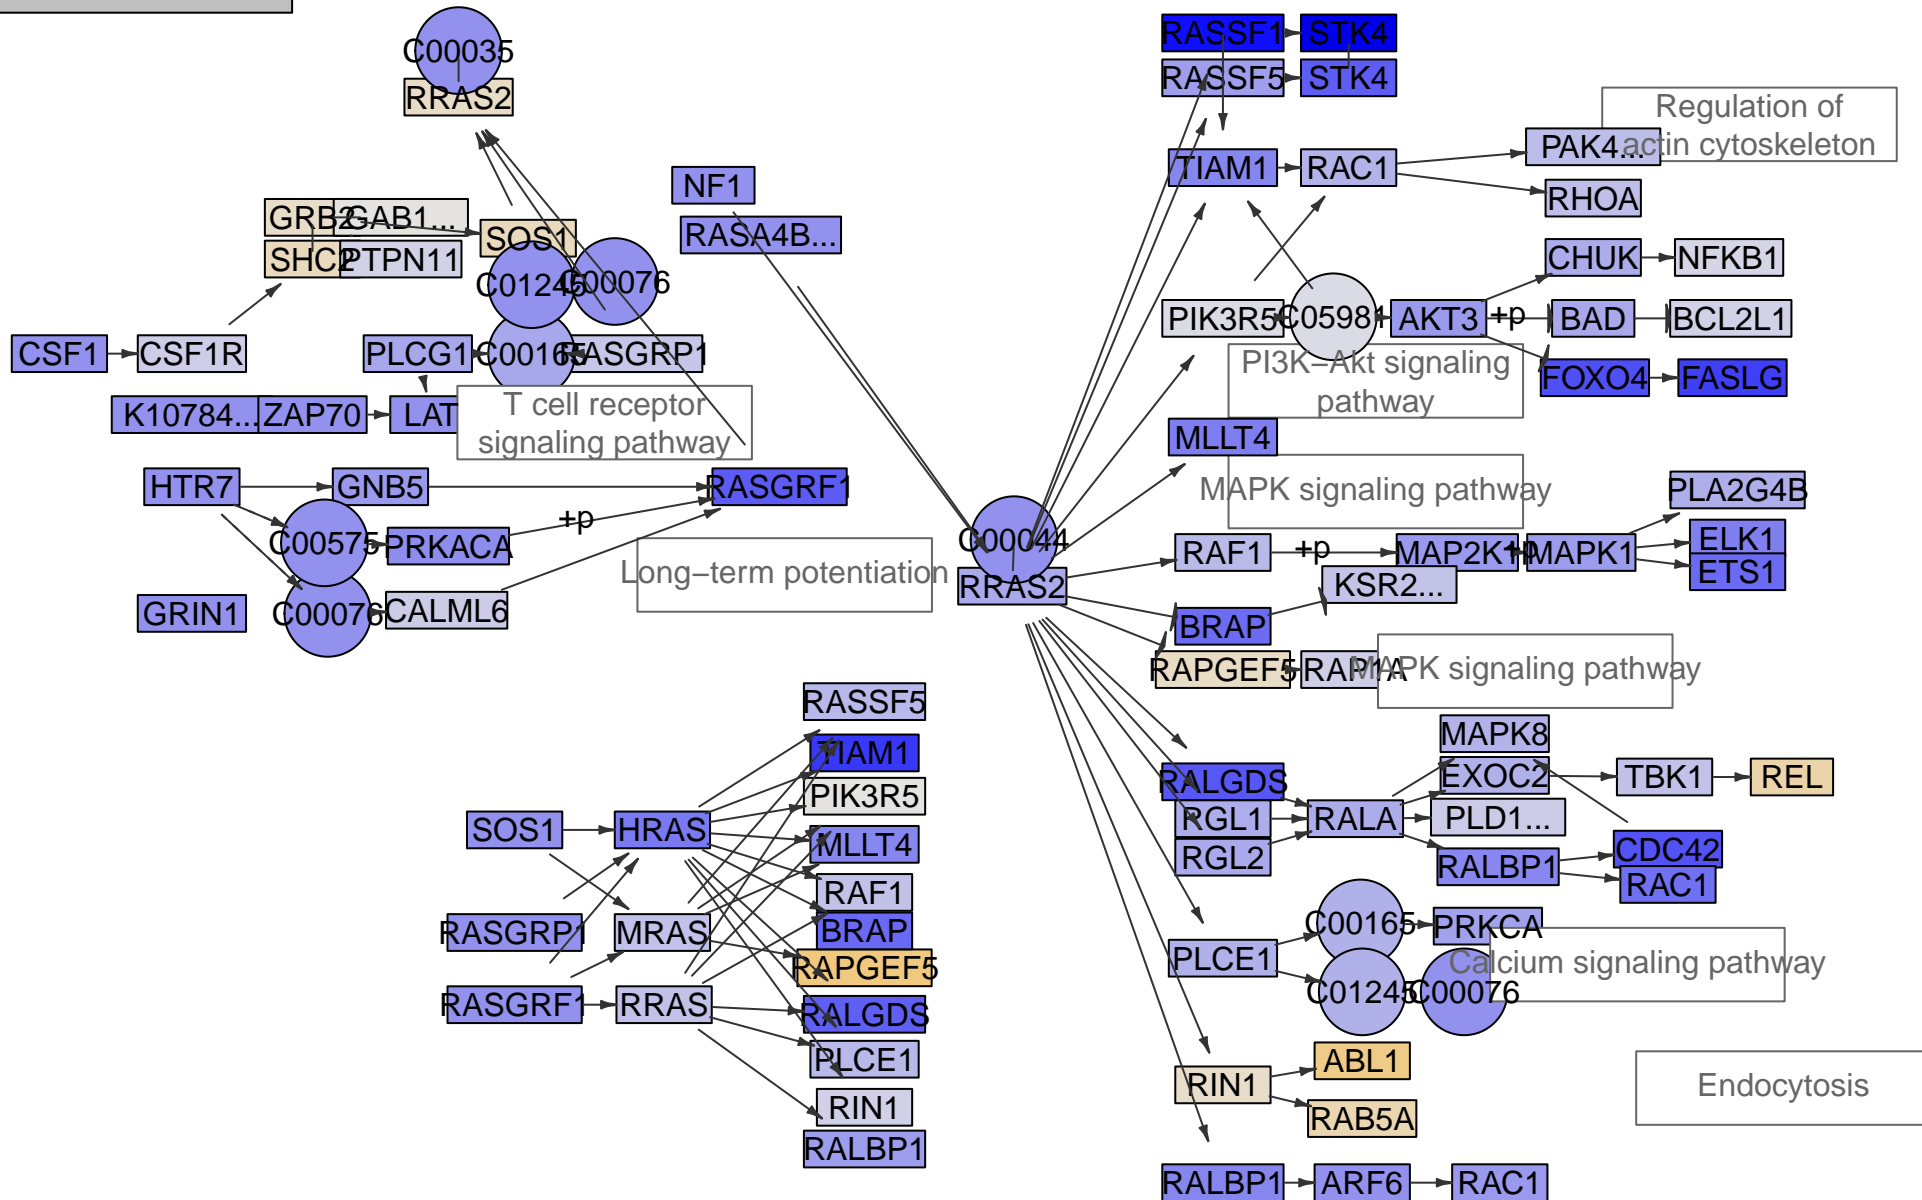 C00035
RRAS2
NF1
RASA4B...
GRB2
GAB1...
SHC2
PTPN11
SOS1
C01245
C00076
CSF1
CSF1R
PLCG1
C00165
RASGRP1
K10784...
ZAP70
LAT
T cell receptor
signaling pathway
HTR7
GNB5
RASGRF1
C00575
PRKACA
+p
GRIN1
C00076
CALML6
Long−term potentiation
C00044
RRAS2
RASSF1
STK4
RASSF5
STK4
Regulation of
actin cytoskeleton
PAK4...
TIAM1
RAC1
RHOA
CHUK
NFKB1
PIK3R5
C05981
AKT3
+p
BAD
BCL2L1
PI3K−Akt signaling
pathway
FOXO4
FASLG
MLLT4
MAPK signaling pathway
PLA2G4B
RAF1
+p
MAP2K1
+p
MAPK1
ELK1
ETS1
KSR2...
BRAP
RAPGEF5
RAP1A
MAPK signaling pathway
MAPK8
RALGDS
EXOC2
TBK1
REL
RGL1
RALA
PLD1...
RGL2
RALBP1
CDC42
RAC1
C00165
PRKCA
PLCE1
Calcium signaling pathway
C01245
C00076
RIN1
ABL1
RAB5A
Endocytosis
RALBP1
ARF6
RAC1
RASSF5
TIAM1
PIK3R5
SOS1
HRAS
MLLT4
RAF1
RASGRP1
MRAS
BRAP
RAPGEF5
RASGRF1
RRAS
RALGDS
PLCE1
RIN1
RALBP1